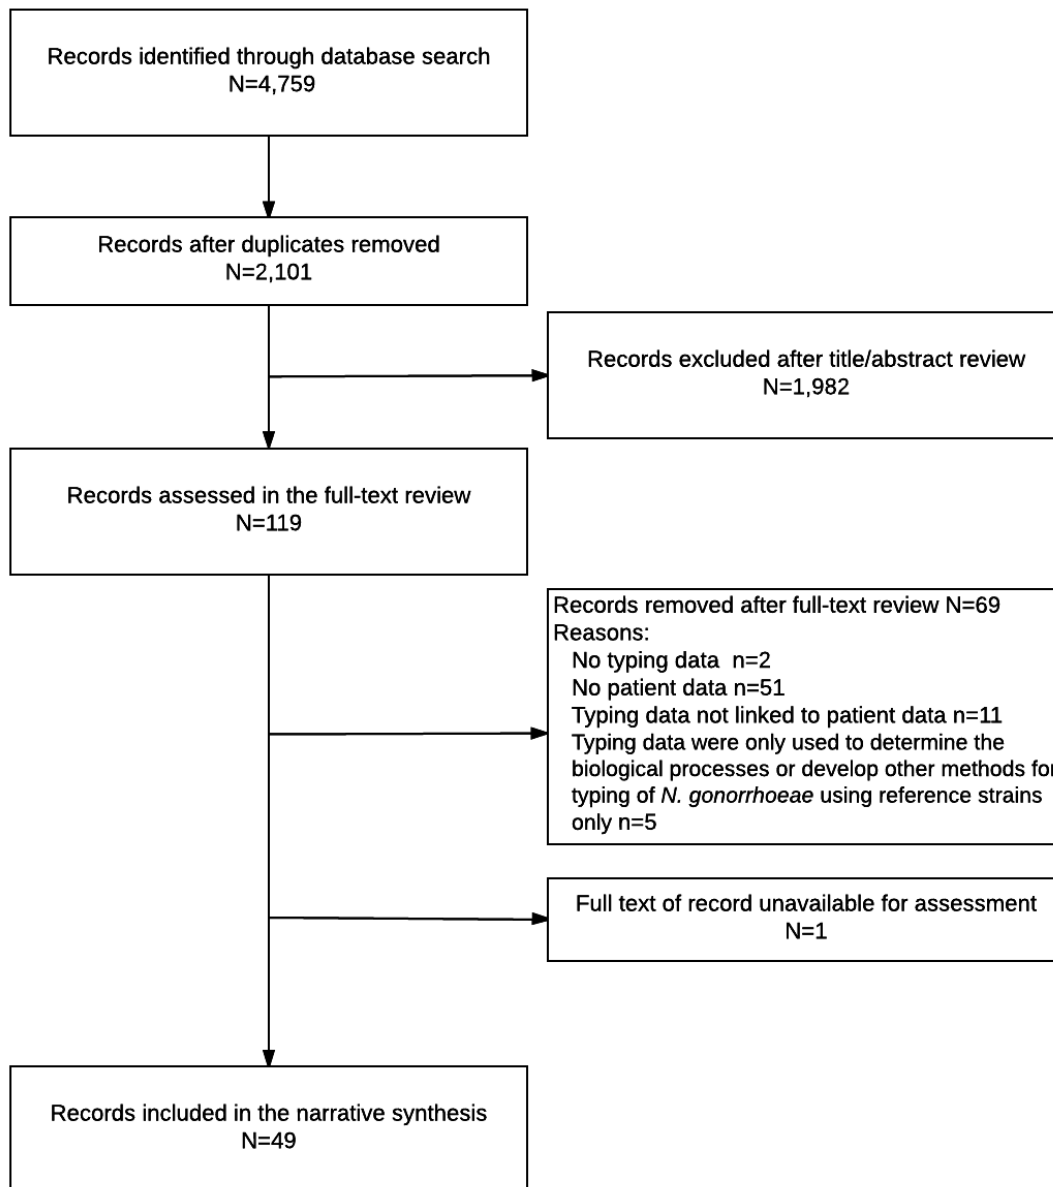 Records identified through database search
N=4,759
Records after duplicates removed
N=2,101
Records excluded after title/abstract review
N=1,982
Records assessed in the full-text review
N=119
Records removed after full-text review N=69
Reasons:
No typing data n=2
No patient data n=51
Typing data not linked to patient data n=11
Typing data were only used to determine the
biological processes or develop other methods for
typing of N. gonorrhoeae using reference strains
only n=5
Full text of record unavailable for assessment
N=1
Records included in the narrative synthesis
N=49